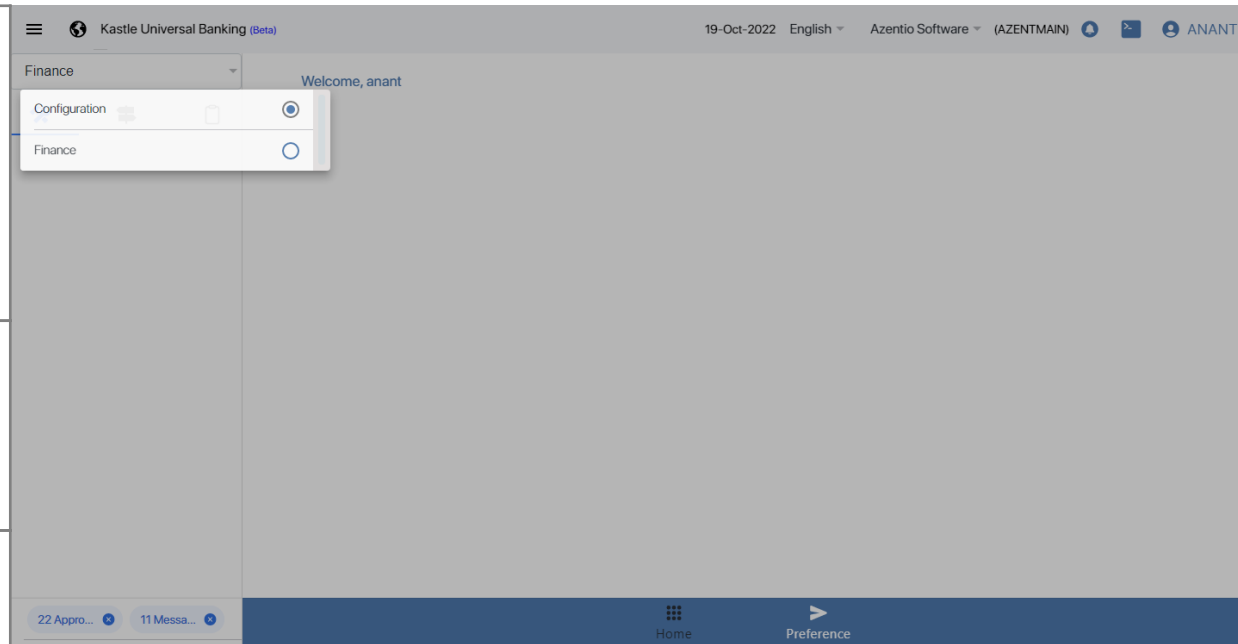 Kastle Universal Banking (Beta)
19-Oct-2022 English Azentio Software (AZENTMAIN) ANANT
Finance
Welcome, anant
Configuration
Finance
22 Appro... 11 Messa...
Home Preference